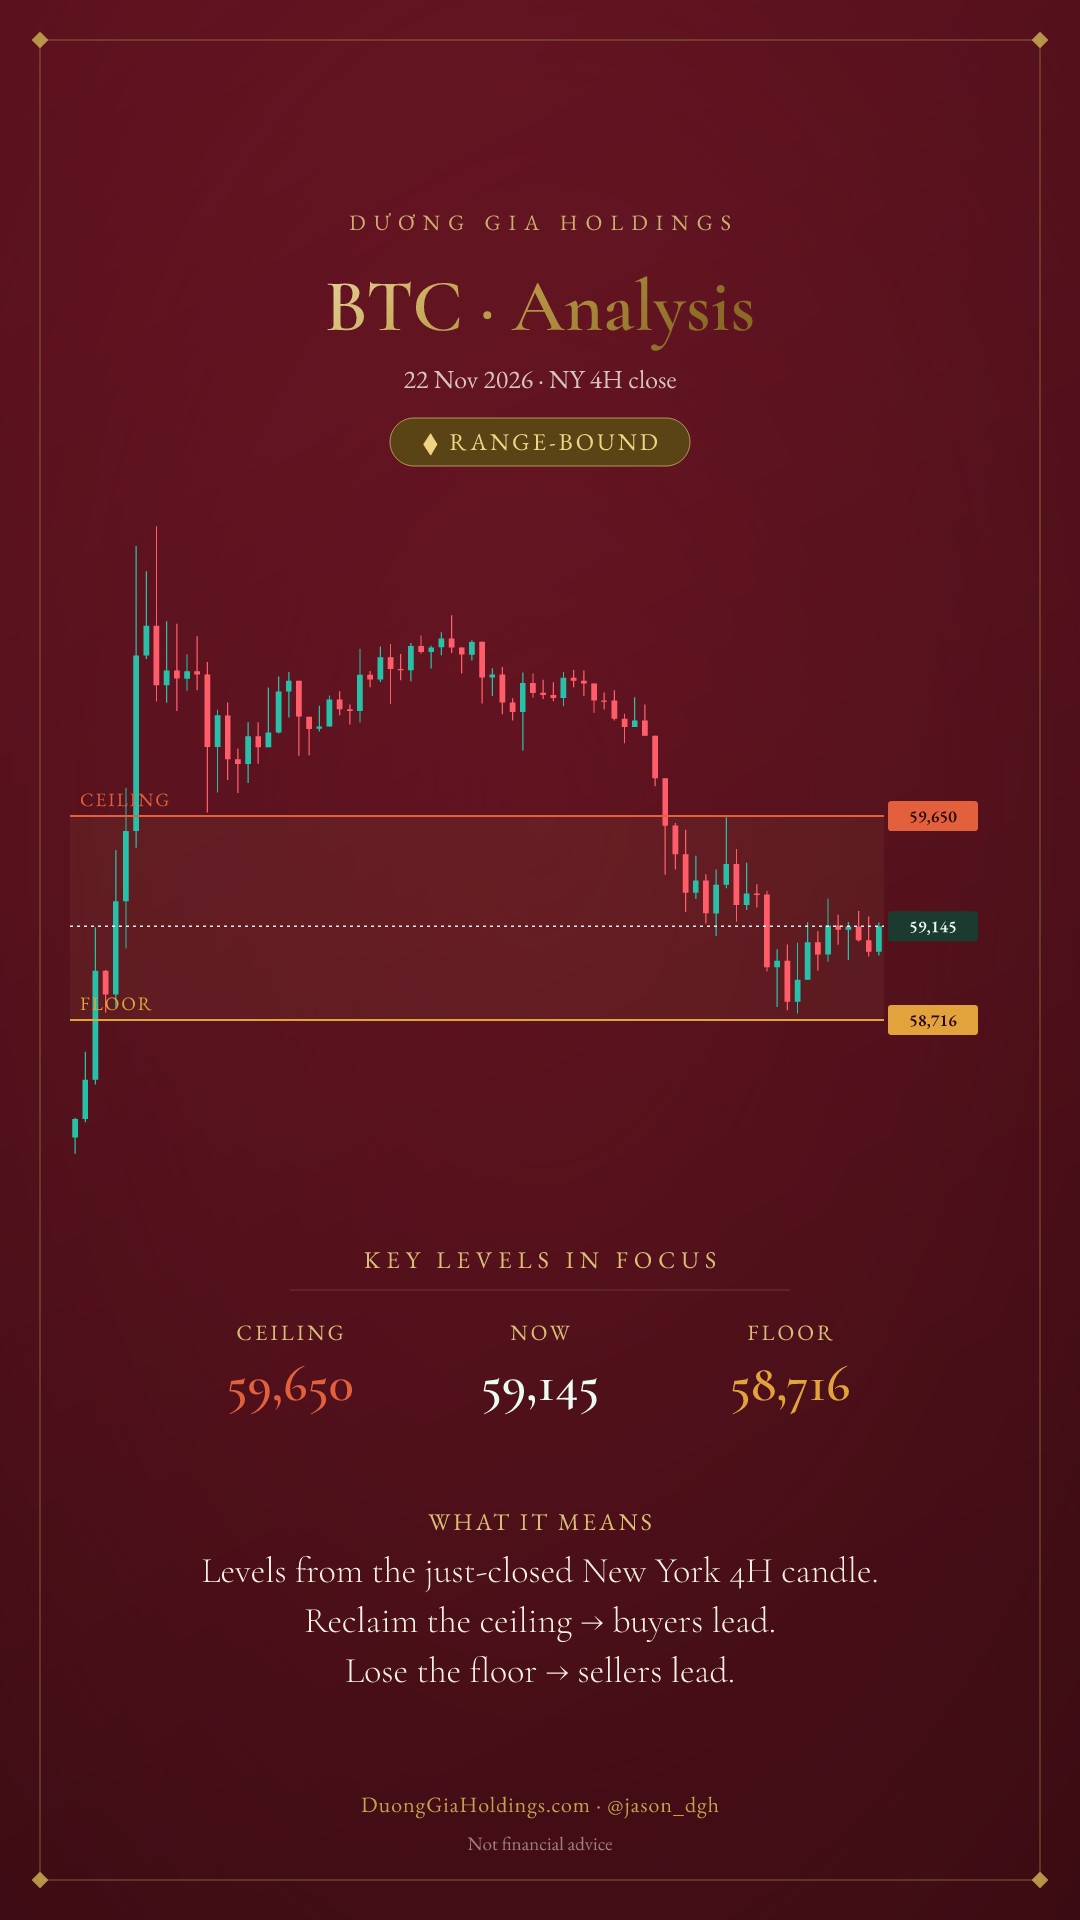 DƯƠNG GIA HOLDINGS
BTC · Analysis
22 Nov 2026 · NY 4H close
♦ RANGE-BOUND
CEILING
59,650
59,145
FLOOR
58,716
KEY LEVELS IN FOCUS
CEILING NOW FLOOR
59,650 59,145 58,716
WHAT IT MEANS
Levels from the just-closed New York 4H candle.
Reclaim the ceiling → buyers lead.
Lose the floor → sellers lead.
DuongGiaHoldings.com · @jason_dgh
Not financial advice